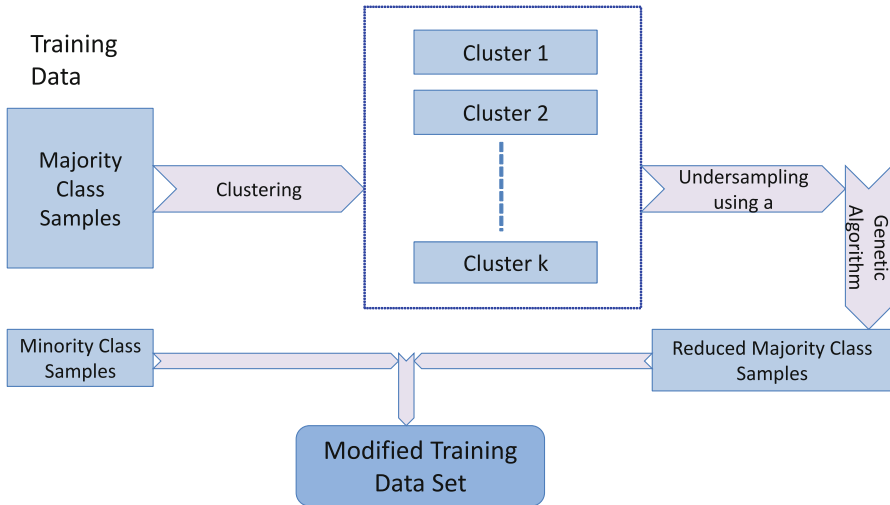 Training
Data
Majority
Class
Samples
Clustering
Cluster 1
Cluster 2
Cluster k
Undersampling
using a
Genetic
Algorithm
Minority Class
Samples
Reduced Majority Class
Samples
Modified Training
Data Set